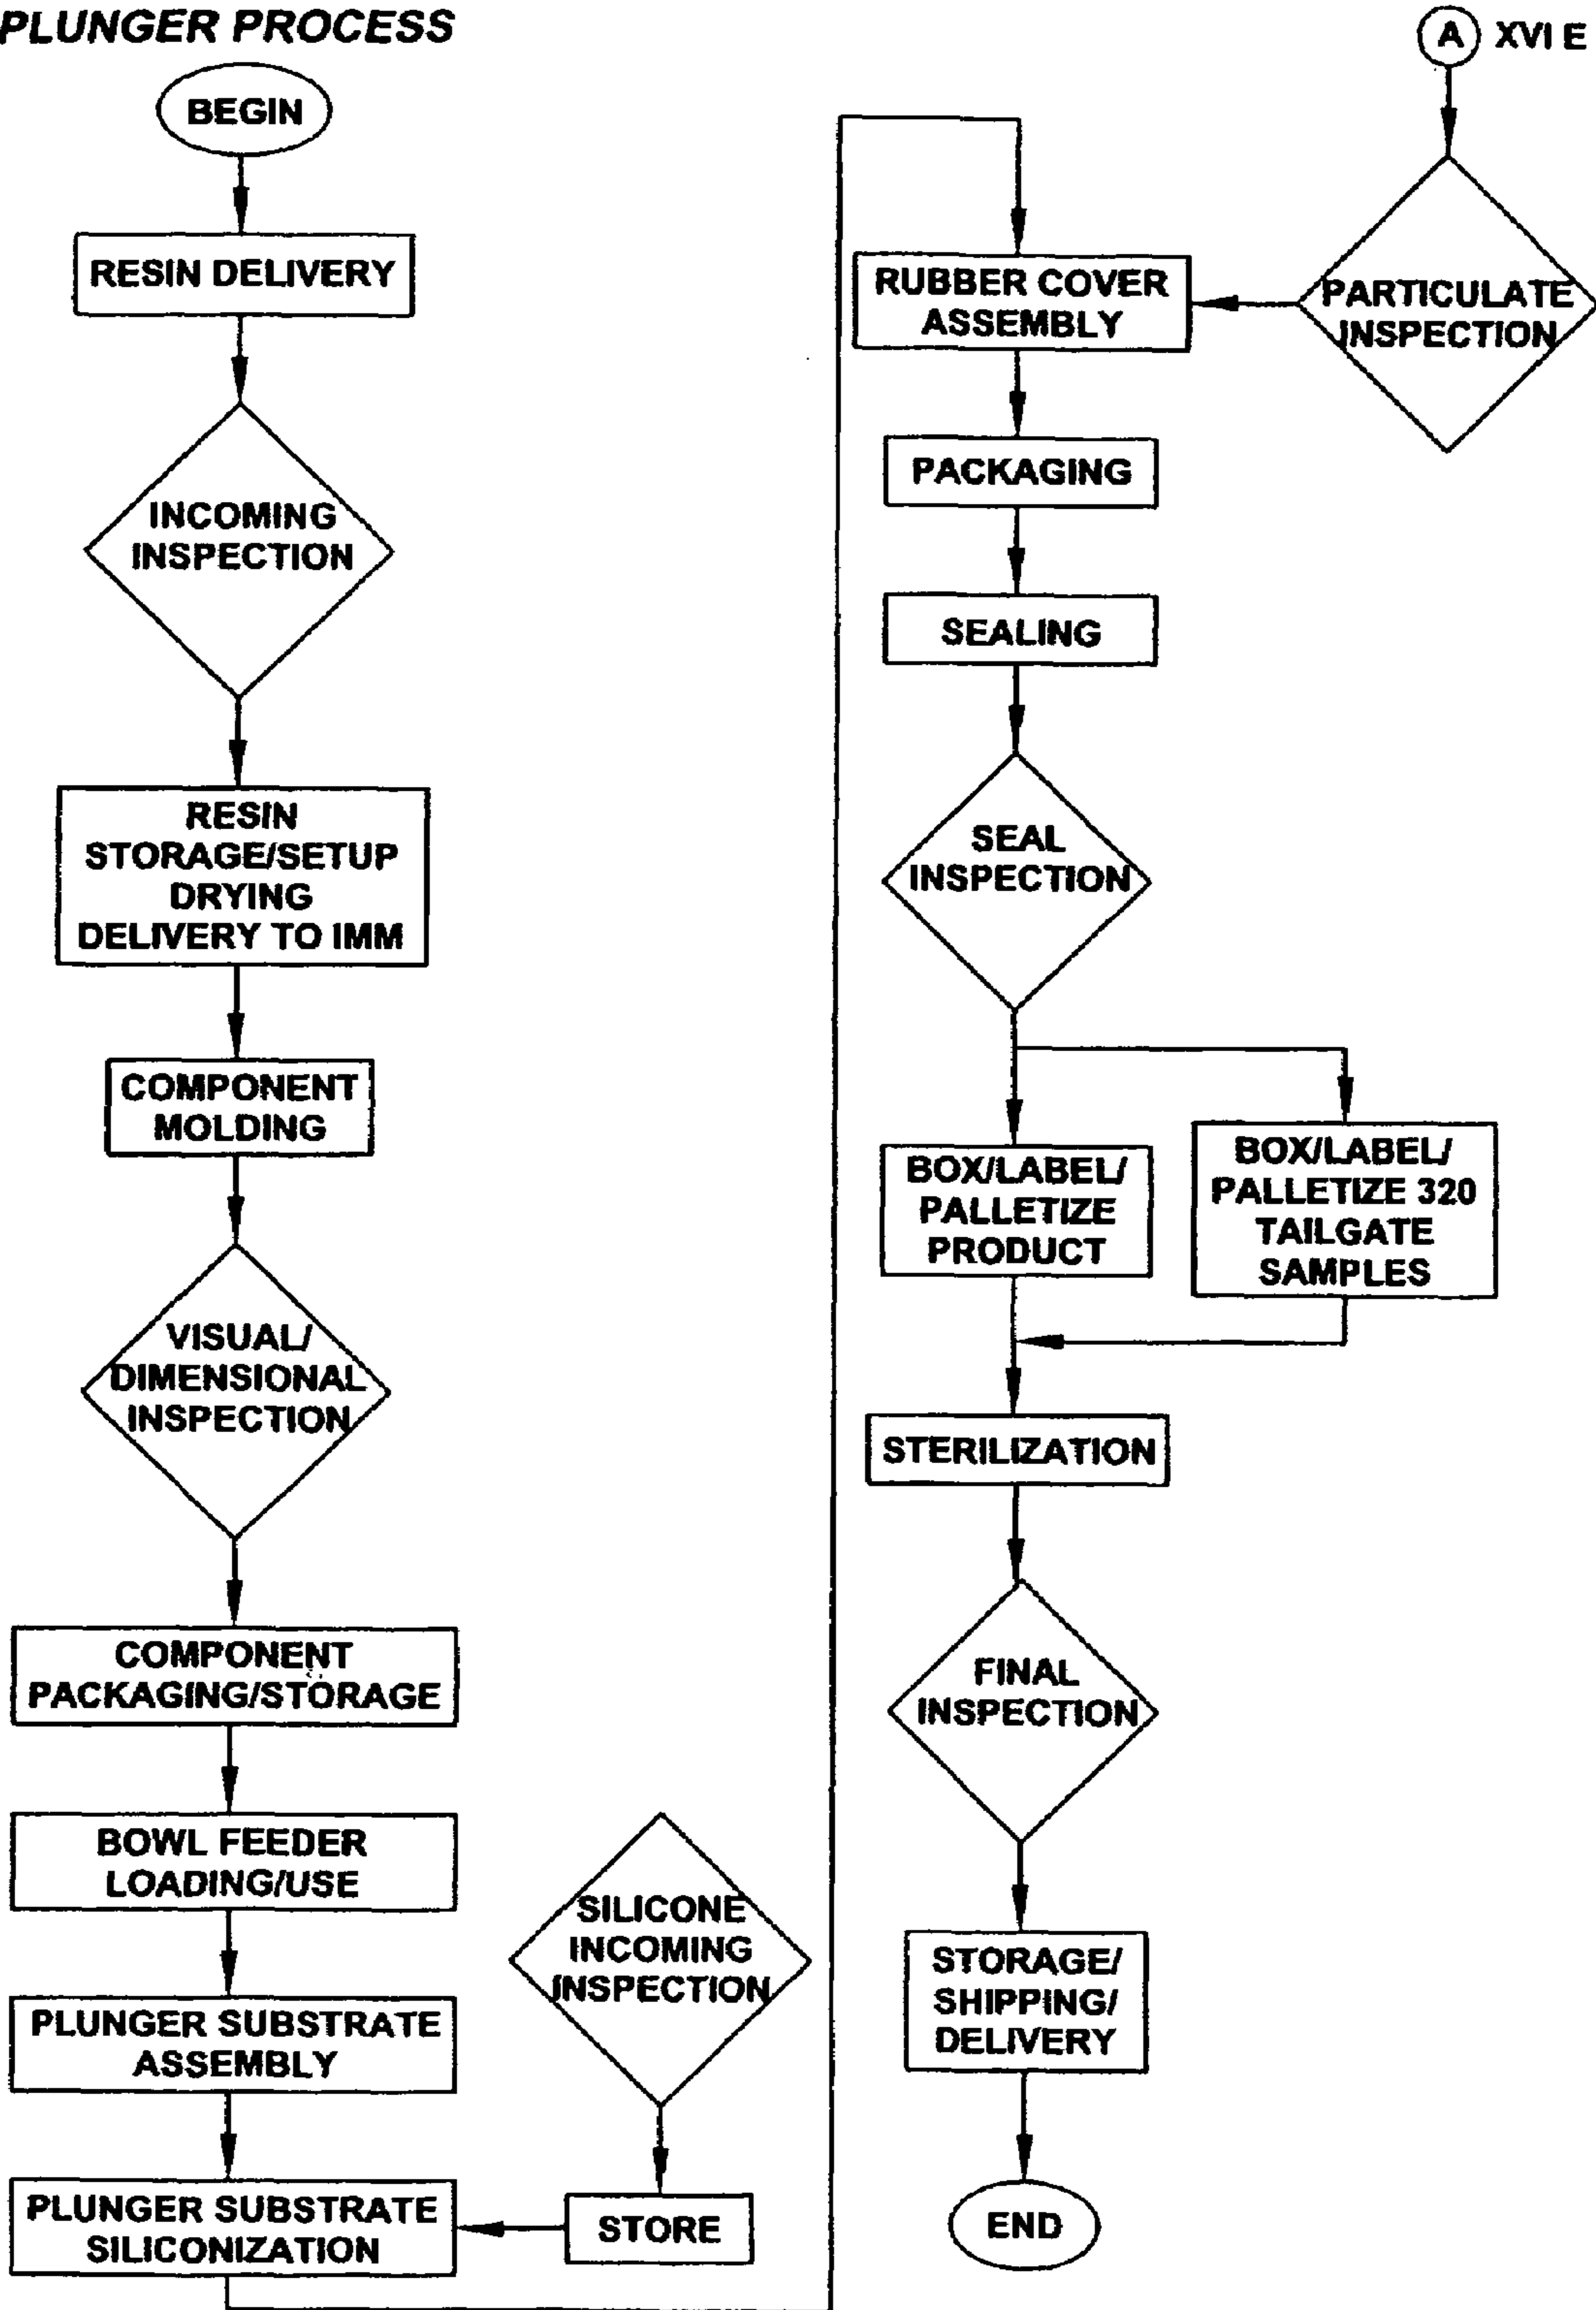 PLUNGER PROCESS
BEGIN
RESIN DELIVERY
INCOMING
INSPECTION
RESIN
STORAGE/SETUP
DRYING
DELIVERY TO IMM
COMPONENT
MOLDING
VISUAL/
DIMENSIONAL
INSPECTION
COMPONENT
PACKAGING/STORAGE
BOWL FEEDER
LOADING/USE
PLUNGER SUBSTRATE
ASSEMBLY
PLUNGER SUBSTRATE
SILICONIZATION
SILICONE
INCOMING
INSPECTION
STORE
A XVI E
PARTICULATE
INSPECTION
RUBBER COVER
ASSEMBLY
PACKAGING
SEALING
SEAL
INSPECTION
BOX/LABEL/
PALLETIZE
PRODUCT
BOX/LABEL/
PALLETIZE 320
TAILGATE
SAMPLES
STERILIZATION
FINAL
INSPECTION
STORAGE/
SHIPPING/
DELIVERY
END